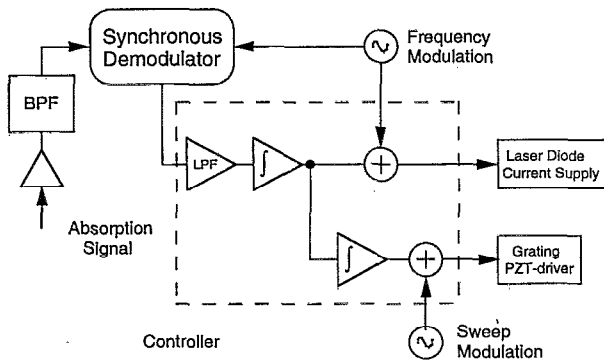 Synchronous
Demodulator
Frequency
Modulation
BPF
LPF
∫
Laser Diode
Current Supply
Absorption
Signal
∫
Grating
PZT-driver
Controller
Sweep
Modulation